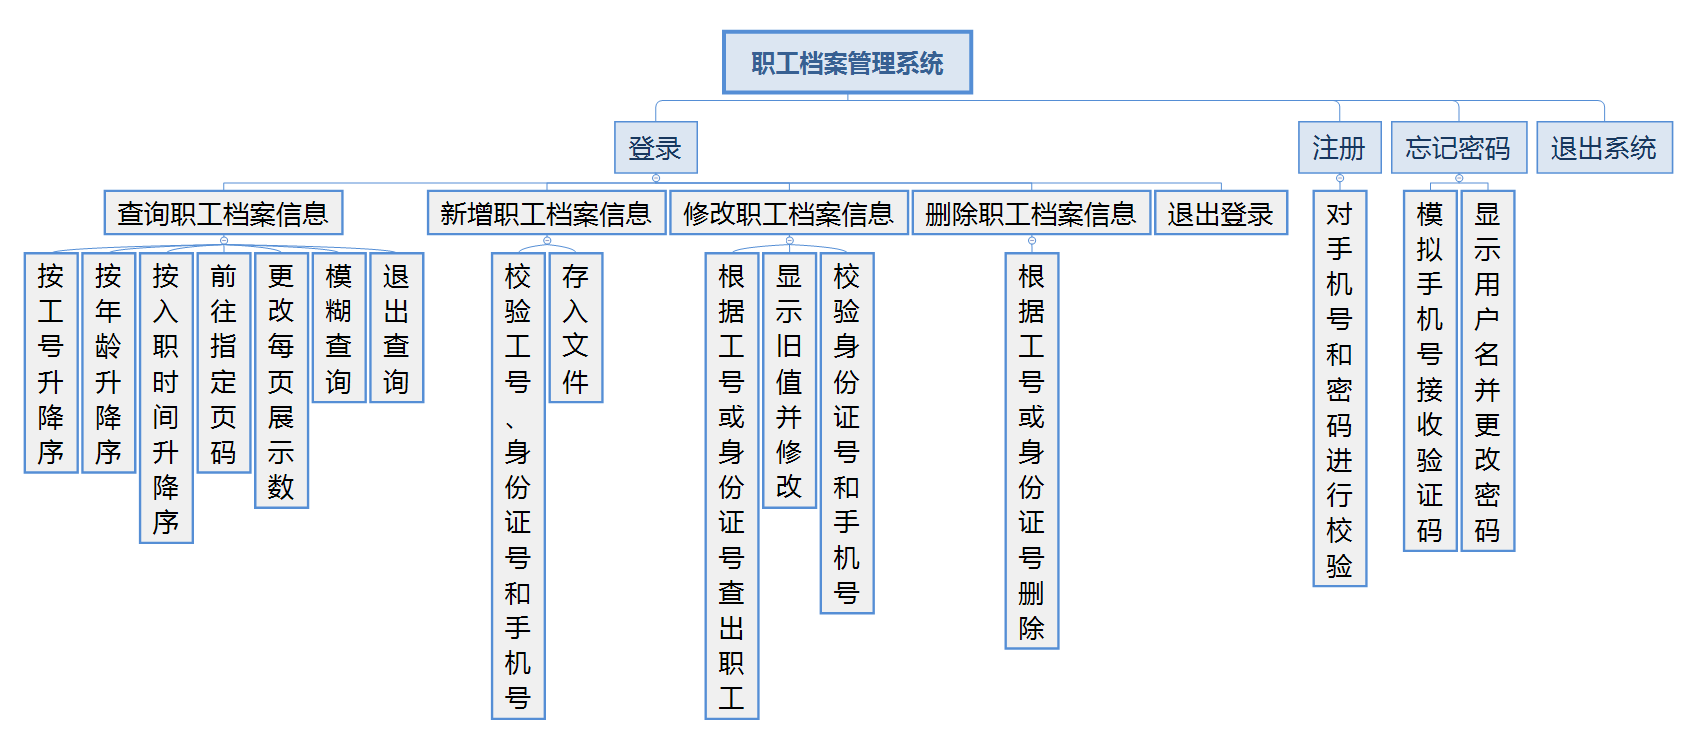 职工档案管理系统
登录
注册
忘记密码
退出系统
查询职工档案信息
新增职工档案信息
修改职工档案信息
删除职工档案信息
退出登录
对手机号和密码进行校验
模拟手机号接收验证码
显示用户名并更改密码
按工号升降序
按年龄升降序
按入职时间升降序
前往指定页码
更改每页展示数
模糊查询
退出查询
校验工号、身份证号和手机号
存入文件
根据工号或身份证号查出职工
显示旧值并修改
校验身份证号和手机号
根据工号或身份证号删除